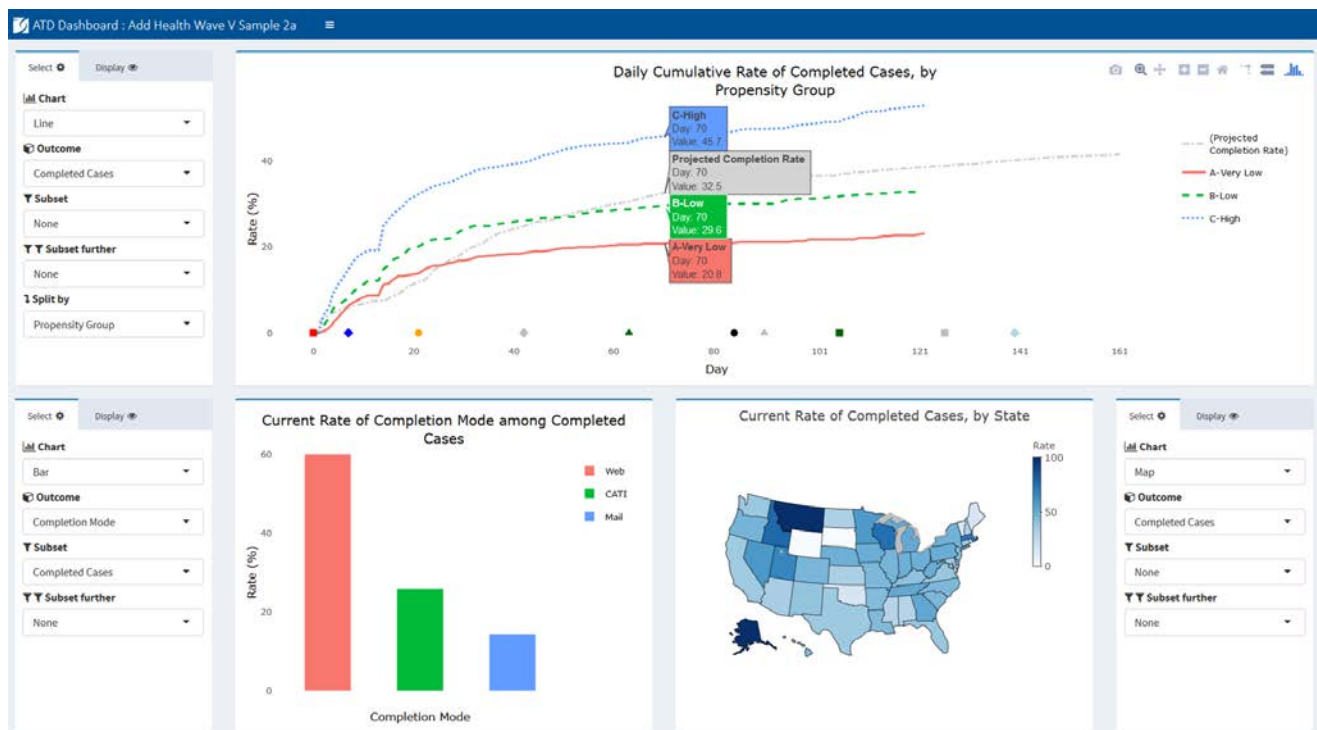 ATD Dashboard : Add Health Wave V Sample 2a
Select
Display
Chart
Line
Outcome
Completed Cases
Subset
None
Subset further
None
Split by
Propensity Group
Daily Cumulative Rate of Completed Cases, by
Propensity Group
Rate (%)
40
20
0
C-High
Day: 70
Value: 45.7
Projected Completion Rate
Day: 70
Value: 32.5
B-Low
Day: 70
Value: 29.6
A-Very Low
Day: 70
Value: 20.8
0
20
40
60
80
101
121
141
161
Day
(Projected
Completion Rate)
A-Very Low
B-Low
C-High
Select
Display
Chart
Bar
Outcome
Completion Mode
Subset
Completed Cases
Subset further
None
Current Rate of Completion Mode among Completed
Cases
Rate (%)
60
40
20
0
Completion Mode
Web
CATI
Mail
Current Rate of Completed Cases, by State
Rate
100
50
0
Select
Display
Chart
Map
Outcome
Completed Cases
Subset
None
Subset further
None